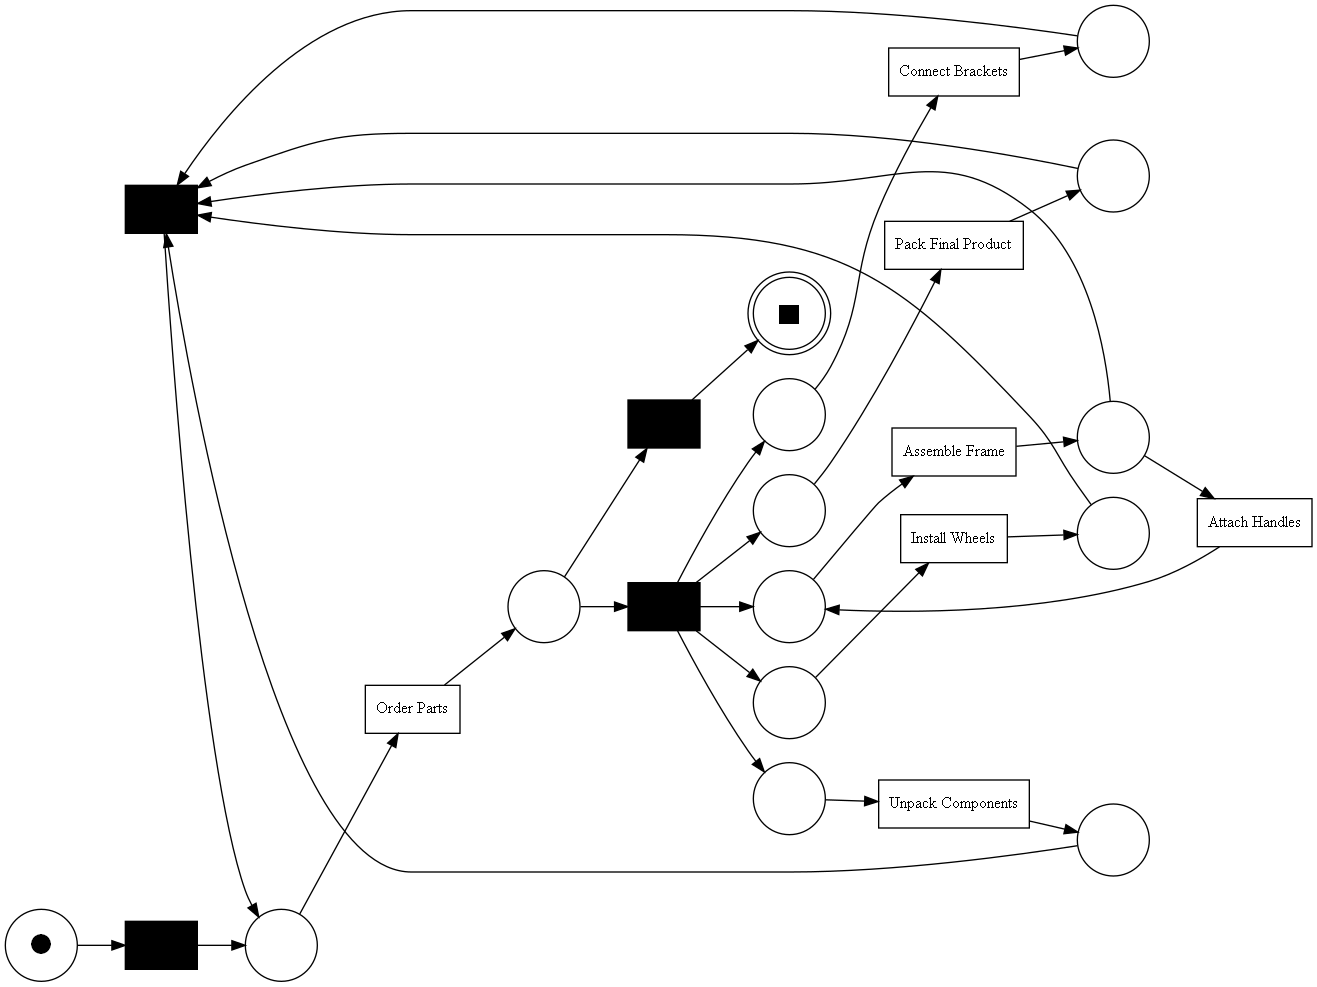 Connect Brackets
Pack Final Product
Assemble Frame
Attach Handles
Install Wheels
Order Parts
Unpack Components